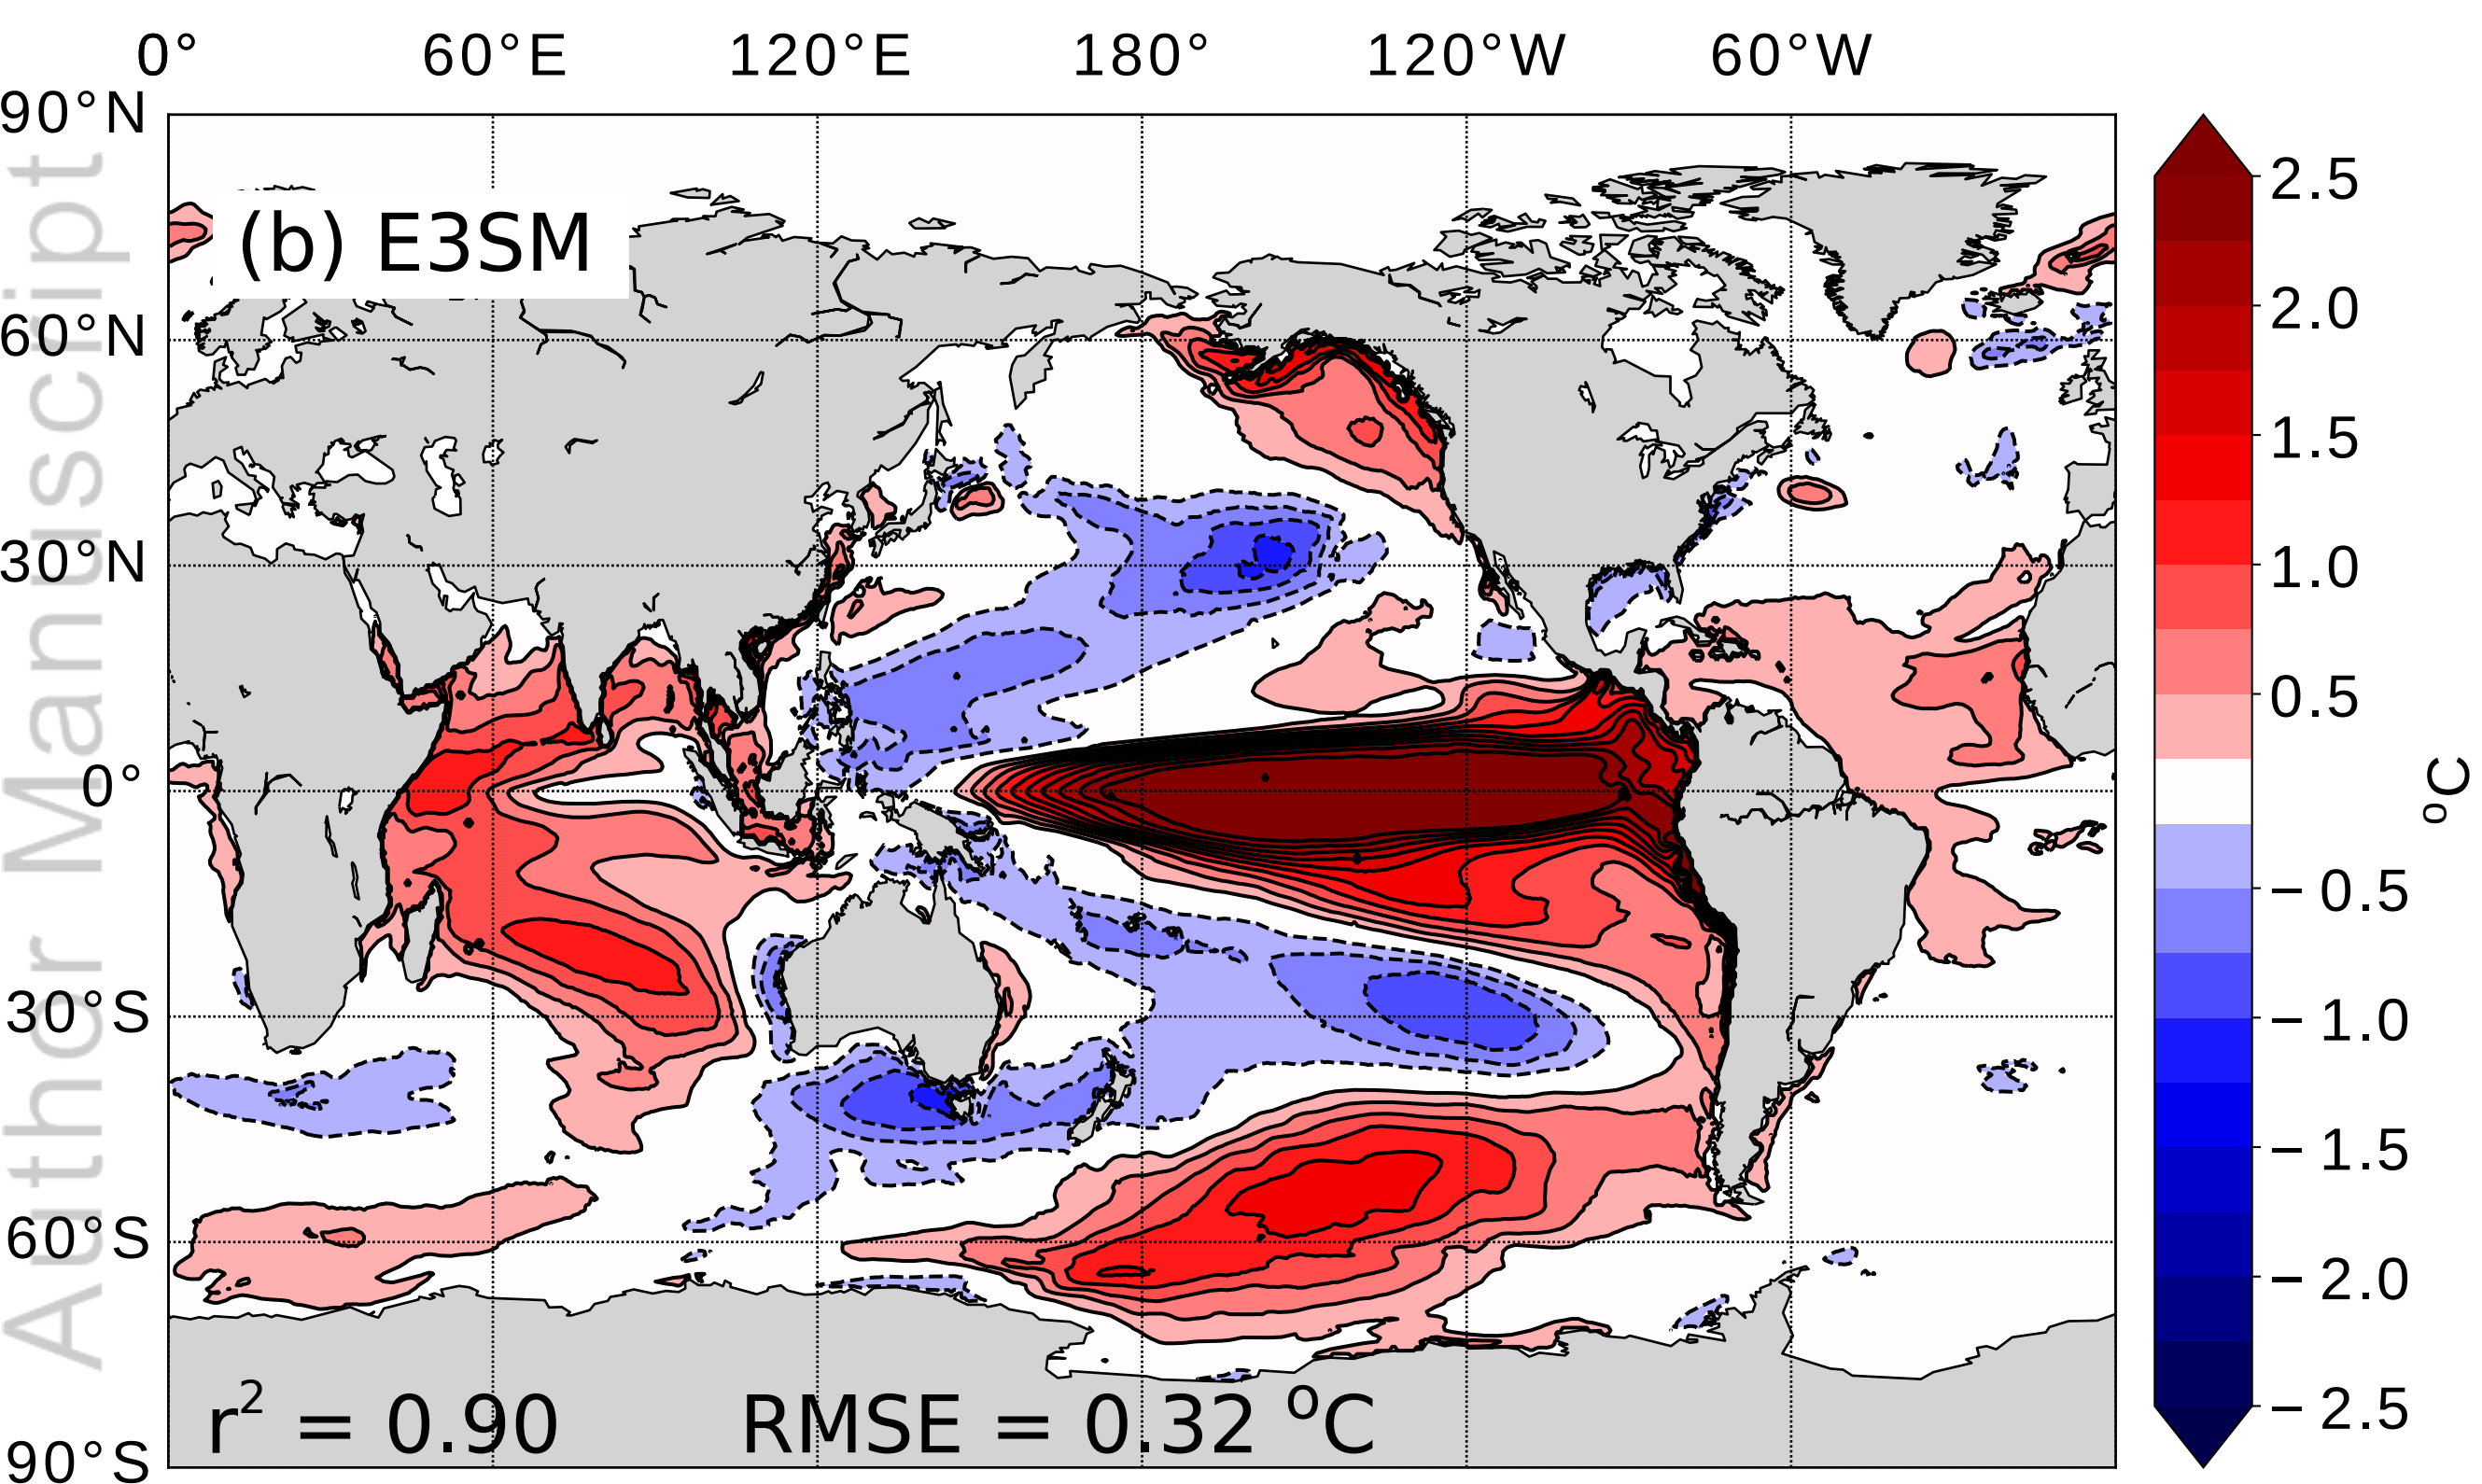 0° 60°E 120°E 180° 120°W 60°W
90°N
60°N
30°N
0°
30°S
60°S
90°S
(b) E3SM
r² = 0.90 RMSE = 0.32 °C
2.5
2.0
1.5
1.0
0.5
−0.5
−1.0
−1.5
−2.0
−2.5
°C
Author Manuscript